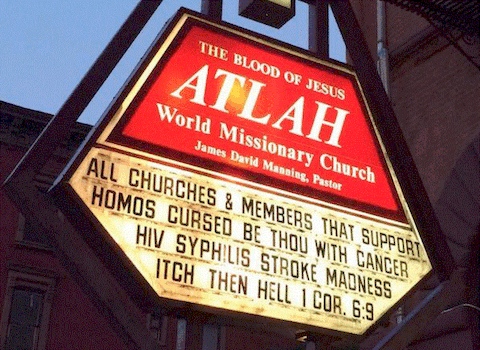 THE BLOOD OF JESUS
ATLAH
World Missionary Church
James David Manning, Pastor
ALL CHURCHES & MEMBERS THAT SUPPORT
HOMOS CURSED BE THOU WITH CANCER
HIV SYPHILIS STROKE MADNESS
ITCH THEN HELL 1 COR. 6:9